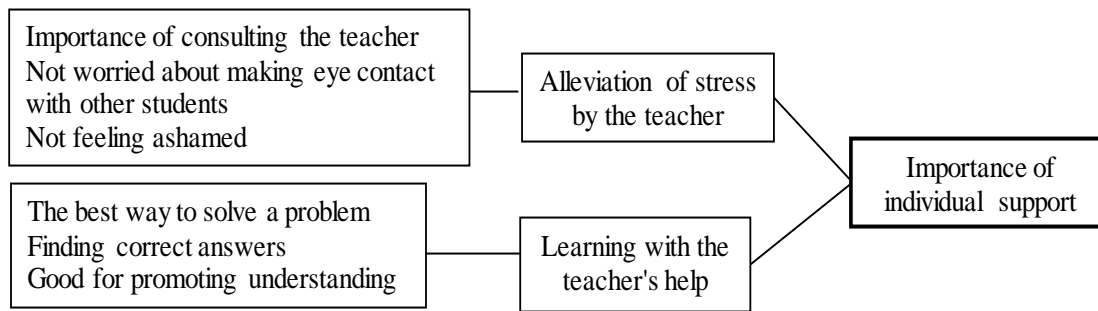 Importance of consulting the teacher
Not worried about making eye contact
with other students
Not feeling ashamed
Alleviation of stress
by the teacher
Importance of
individual support
The best way to solve a problem
Finding correct answers
Good for promoting understanding
Learning with the
teacher's help